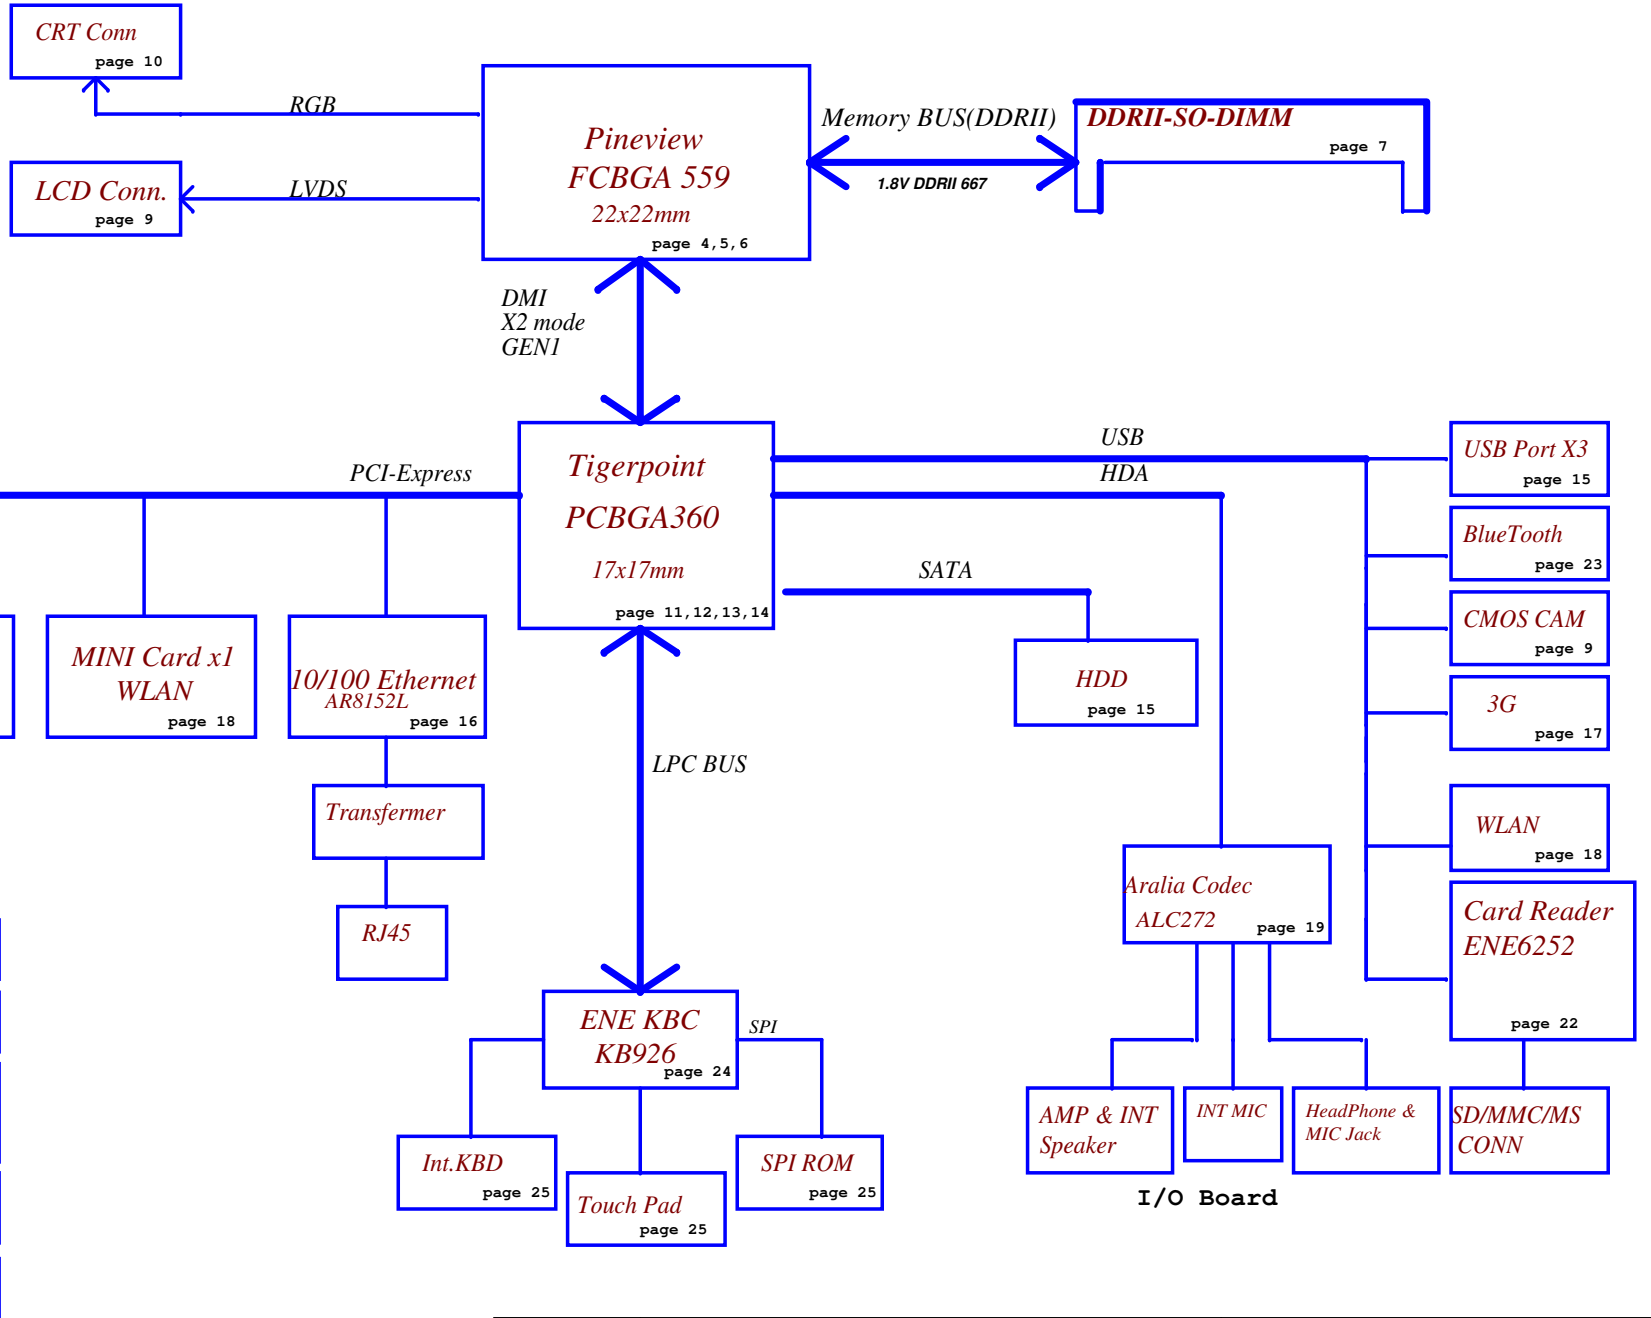 CRT Conn
page 10
RGB
LCD Conn.
page 9
LVDS
Pineview
FCBGA 559
22x22mm
page 4,5,6
Memory BUS(DDRII)
1.8V DDRII 667
DDRII-SO-DIMM
page 7
DMI
X2 mode
GEN1
PCI-Express
Tigerpoint
PCBGA360
17x17mm
page 11,12,13,14
USB
HDA
SATA
USB Port X3
page 15
BlueTooth
page 23
CMOS CAM
page 9
3G
page 17
WLAN
page 18
Card Reader
ENE6252
page 22
SD/MMC/MS
CONN
MINI Card x1
WLAN
page 18
10/100 Ethernet
AR8152L
page 16
Transfermer
RJ45
HDD
page 15
LPC BUS
Aralia Codec
ALC272
page 19
ENE KBC
KB926
page 24
SPI
Int.KBD
page 25
Touch Pad
page 25
SPI ROM
page 25
AMP & INT
Speaker
INT MIC
HeadPhone &
MIC Jack
I/O Board